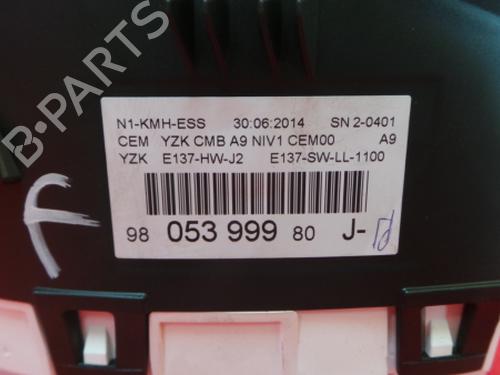 B-PARTS
N1-KMH-ESS 30:06:2014 SN 2-0401
CEM YZK CMB A9 NIV1 CEM00 A9
YZK E137-HW-J2 E137-SW-LL-1100
98 053 999 80 J-
F